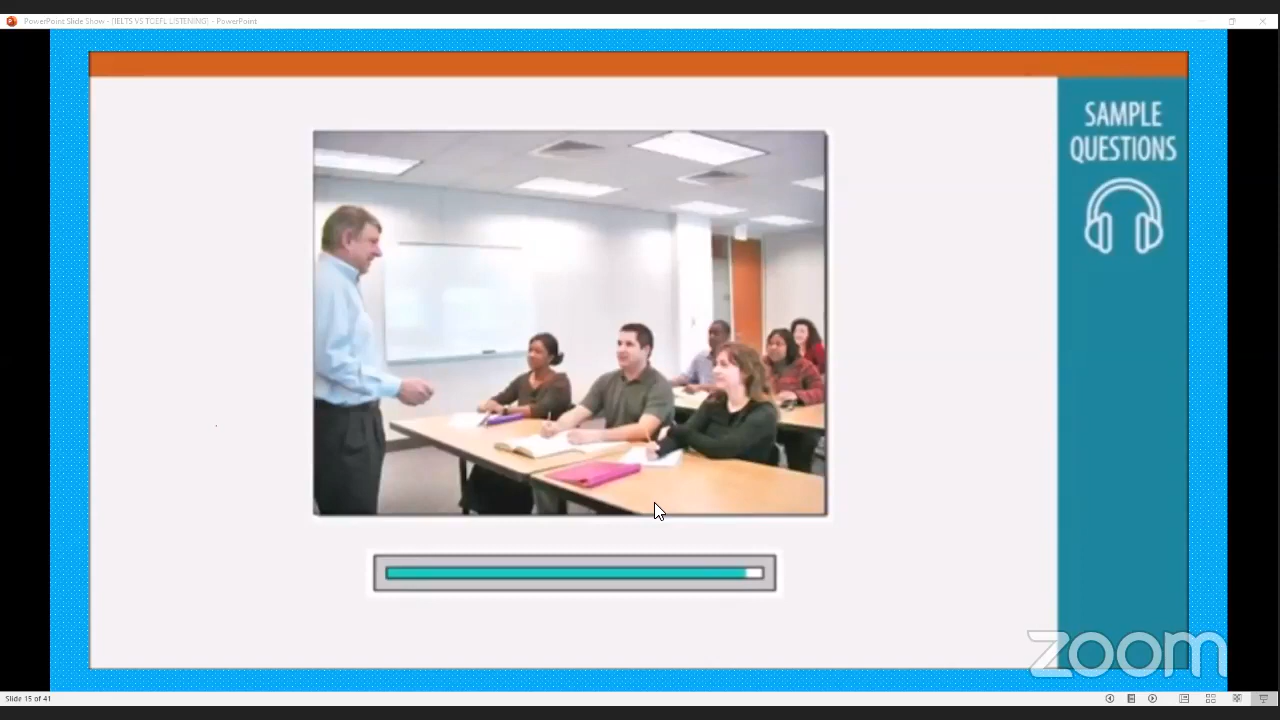 PowerPoint Slide Show - [IELTS VS TOEFL LISTENING] - PowerPoint
SAMPLE
QUESTIONS
zoom
Slide 15 of 41